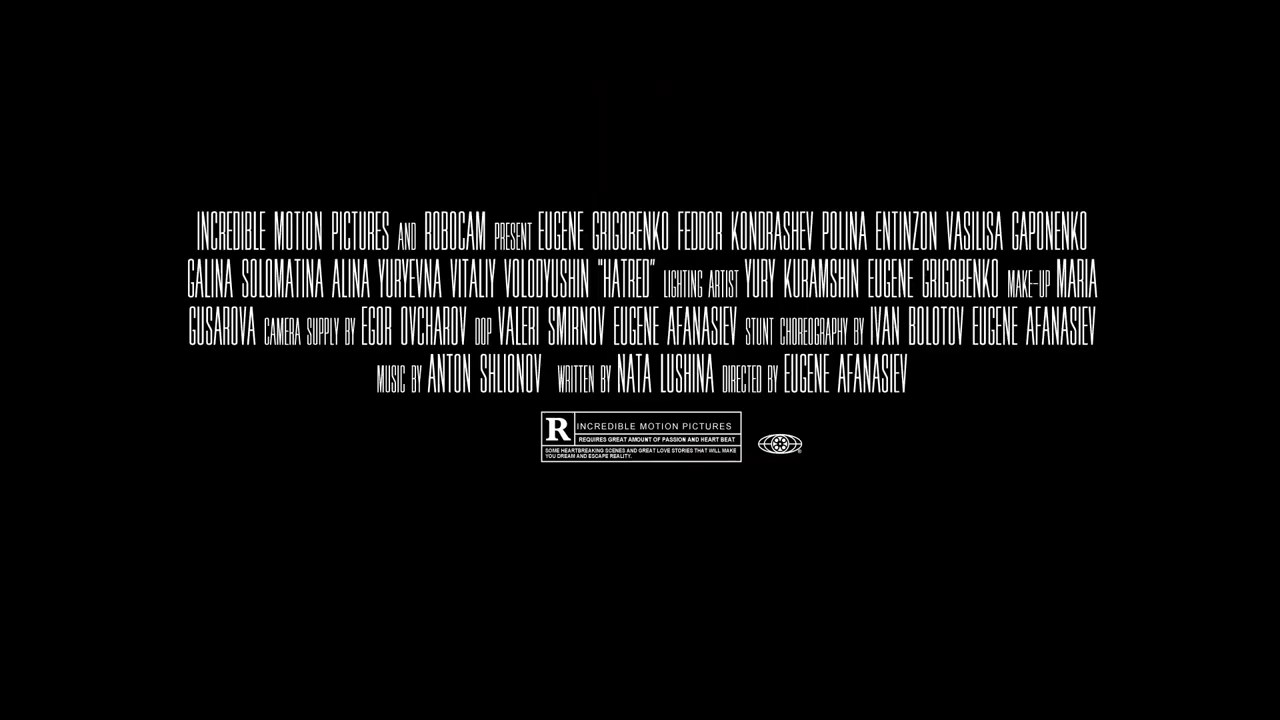 INCREDIBLE MOTION PICTURES AND ROBOCAM PRESENT EUGENE GRIGORENKO FEDDOR KONDRASHEV POLINA ENTINZON VASILISA GAPONENKO
GALINA SOLOMATINA ALINA YURYEVNA VITALIY VOLODYUSHIN "HATRED" LIGHTING ARTIST YURY KURAMSHIN EUGENE GRIGORENKO MAKE-UP MARIA
GUSAROVA CAMERA SUPPLY BY EGOR OVCHAROV DOP VALERI SMIRNOV EUGENE AFANASIEV STUNT CHOREOGRAPHY BY IVAN BOLOTOV EUGENE AFANASIEV
MUSIC BY ANTON SHLIONOV WRITTEN BY NATA LUSHINA DIRECTED BY EUGENE AFANASIEV
R INCREDIBLE MOTION PICTURES
REQUIRES GREAT AMOUNT OF PASSION AND HEART BEAT
SOME HEARTBREAKING SCENES AND GREAT LOVE STORIES THAT WILL MAKE
YOU DREAM AND ESCAPE REALITY.
®